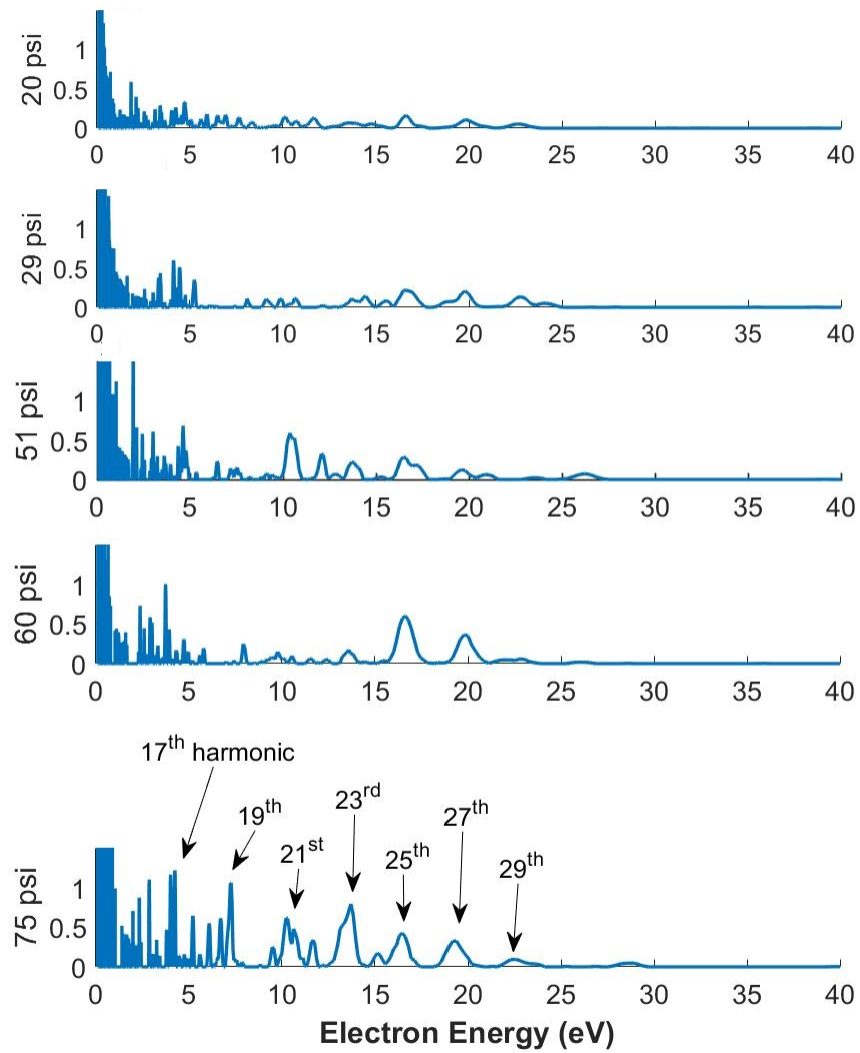 20 psi
1
0.5
0
0 5 10 15 20 25 30 35 40
29 psi
1
0.5
0
0 5 10 15 20 25 30 35 40
51 psi
1
0.5
0
0 5 10 15 20 25 30 35 40
60 psi
1
0.5
0
0 5 10 15 20 25 30 35 40
17th harmonic
19th
21st
23rd
25th
27th
29th
75 psi
1
0.5
0
0 5 10 15 20 25 30 35 40
Electron Energy (eV)